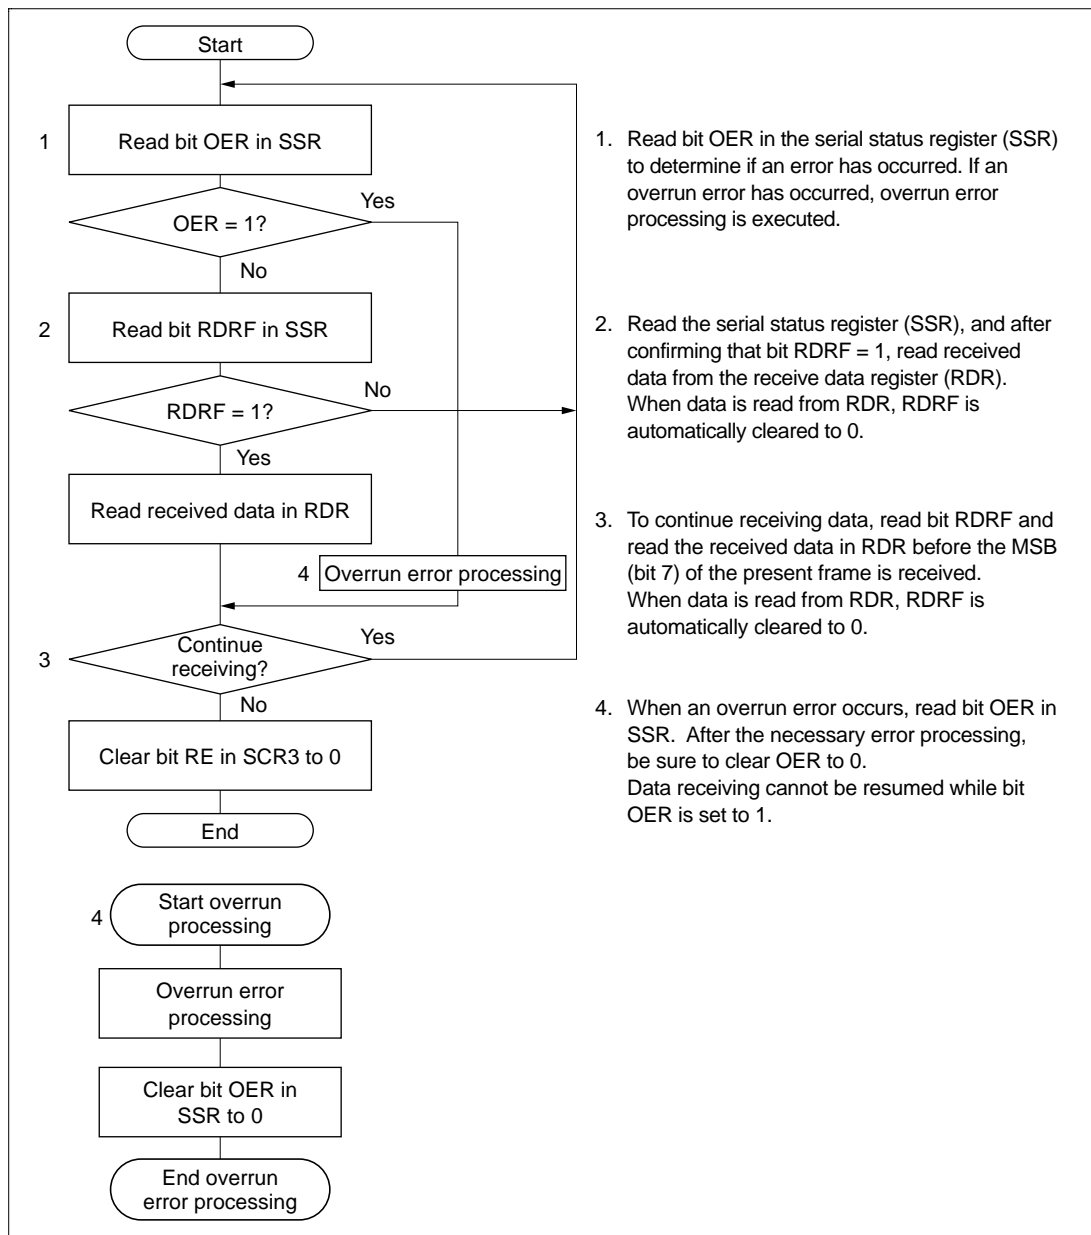 Start
1
Read bit OER in SSR
OER = 1?
Yes
No
2
Read bit RDRF in SSR
RDRF = 1?
No
Yes
Read received data in RDR
4
Overrun error processing
3
Continue
receiving?
Yes
No
Clear bit RE in SCR3 to 0
End
4
Start overrun
processing
Overrun error
processing
Clear bit OER in
SSR to 0
End overrun
error processing
1. Read bit OER in the serial status register (SSR)
to determine if an error has occurred. If an
overrun error has occurred, overrun error
processing is executed.
2. Read the serial status register (SSR), and after
confirming that bit RDRF = 1, read received
data from the receive data register (RDR).
When data is read from RDR, RDRF is
automatically cleared to 0.
3. To continue receiving data, read bit RDRF and
read the received data in RDR before the MSB
(bit 7) of the present frame is received.
When data is read from RDR, RDRF is
automatically cleared to 0.
4. When an overrun error occurs, read bit OER in
SSR.  After the necessary error processing,
be sure to clear OER to 0.
Data receiving cannot be resumed while bit
OER is set to 1.